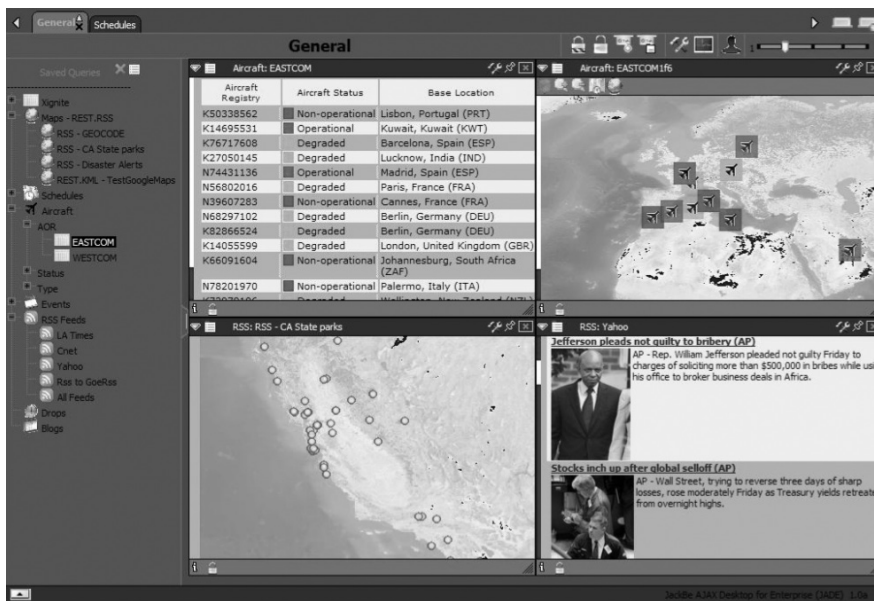 General
Schedules
General
1
Saved Queries
Xignite
Maps - REST.RSS
RSS - GEOCODE
RSS - CA State parks
RSS - Disaster Alerts
REST.KML - TestGoogleMaps
Schedules
Aircraft
AOR
EASTCOM
WESTCOM
Status
Type
Events
RSS Feeds
LA Times
Cnet
Yahoo
Rss to GoeRss
All Feeds
Drops
Blogs
Aircraft: EASTCOM
Aircraft Registry Aircraft Status Base Location
K50338562 Non-operational Lisbon, Portugal (PRT)
K14695531 Operational Kuwait, Kuwait (KWT)
K76717608 Degraded Barcelona, Spain (ESP)
K27050145 Degraded Lucknow, India (IND)
N74431136 Operational Madrid, Spain (ESP)
N56802016 Degraded Paris, France (FRA)
N39607283 Non-operational Cannes, France (FRA)
N68297102 Degraded Berlin, Germany (DEU)
K82866524 Degraded Berlin, Germany (DEU)
K14055599 Degraded London, United Kingdom (GBR)
K66091604 Non-operational Johannesburg, South Africa
(ZAF)
N78201970 Non-operational Palermo, Italy (ITA)
Aircraft: EASTCOM1f6
RSS: RSS - CA State parks
RSS: Yahoo
Jefferson pleads not guilty to bribery (AP)
AP - Rep. William Jefferson pleaded not guilty Friday to
charges of soliciting more than $500,000 in bribes while usi
his office to broker business deals in Africa.
Stocks inch up after global selloff (AP)
AP - Wall Street, trying to reverse three days of sharp
losses, rose moderately Friday as Treasury yields retreate
from overnight highs.
JackBe AJAX Desktop for Enterprise (JADE) 1.0a